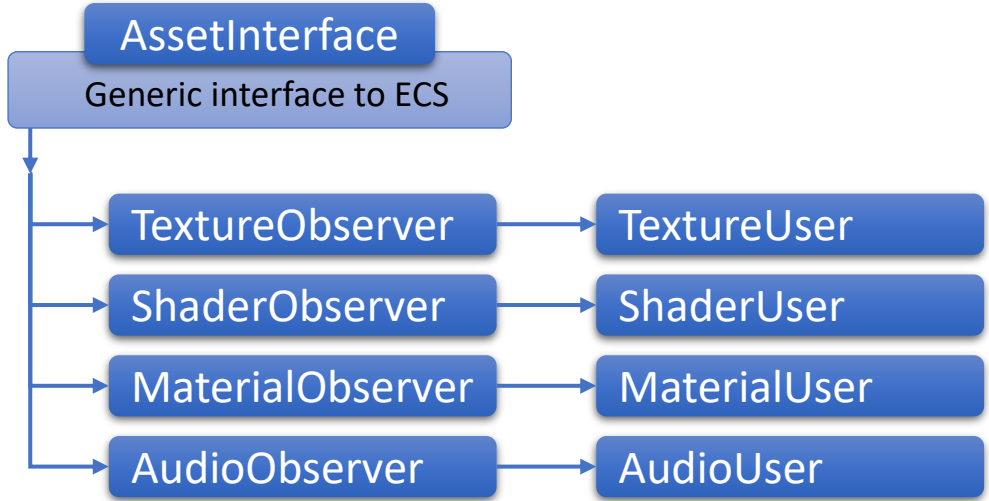 AssetInterface
Generic interface to ECS
TextureObserver TextureUser
ShaderObserver ShaderUser
MaterialObserver MaterialUser
AudioObserver AudioUser